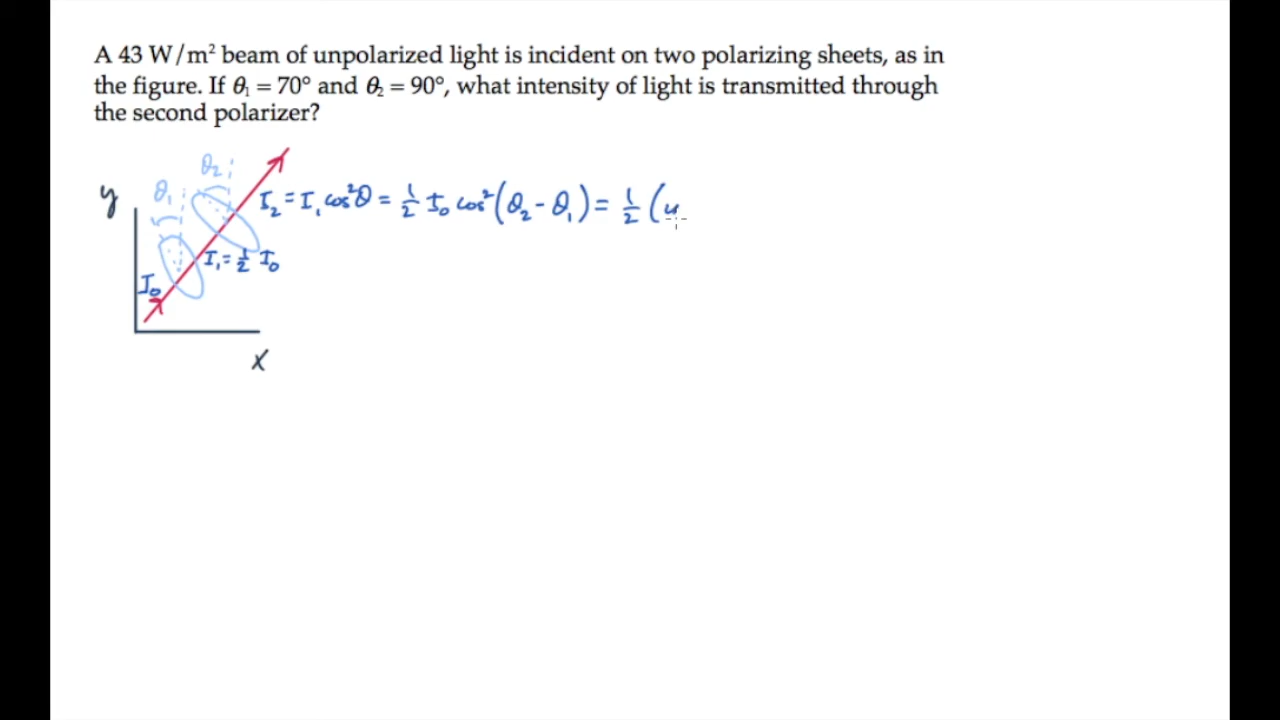 A 43 W/m² beam of unpolarized light is incident on two polarizing sheets, as in
the figure. If θ₁ = 70° and θ₂ = 90°, what intensity of light is transmitted through
the second polarizer?
θ₂
θ₁
y
I₂ = I₁ cos²θ = ½ I₀ cos²(θ₂ - θ₁) = ½ (4
I₁ = ½ I₀
I₀
x